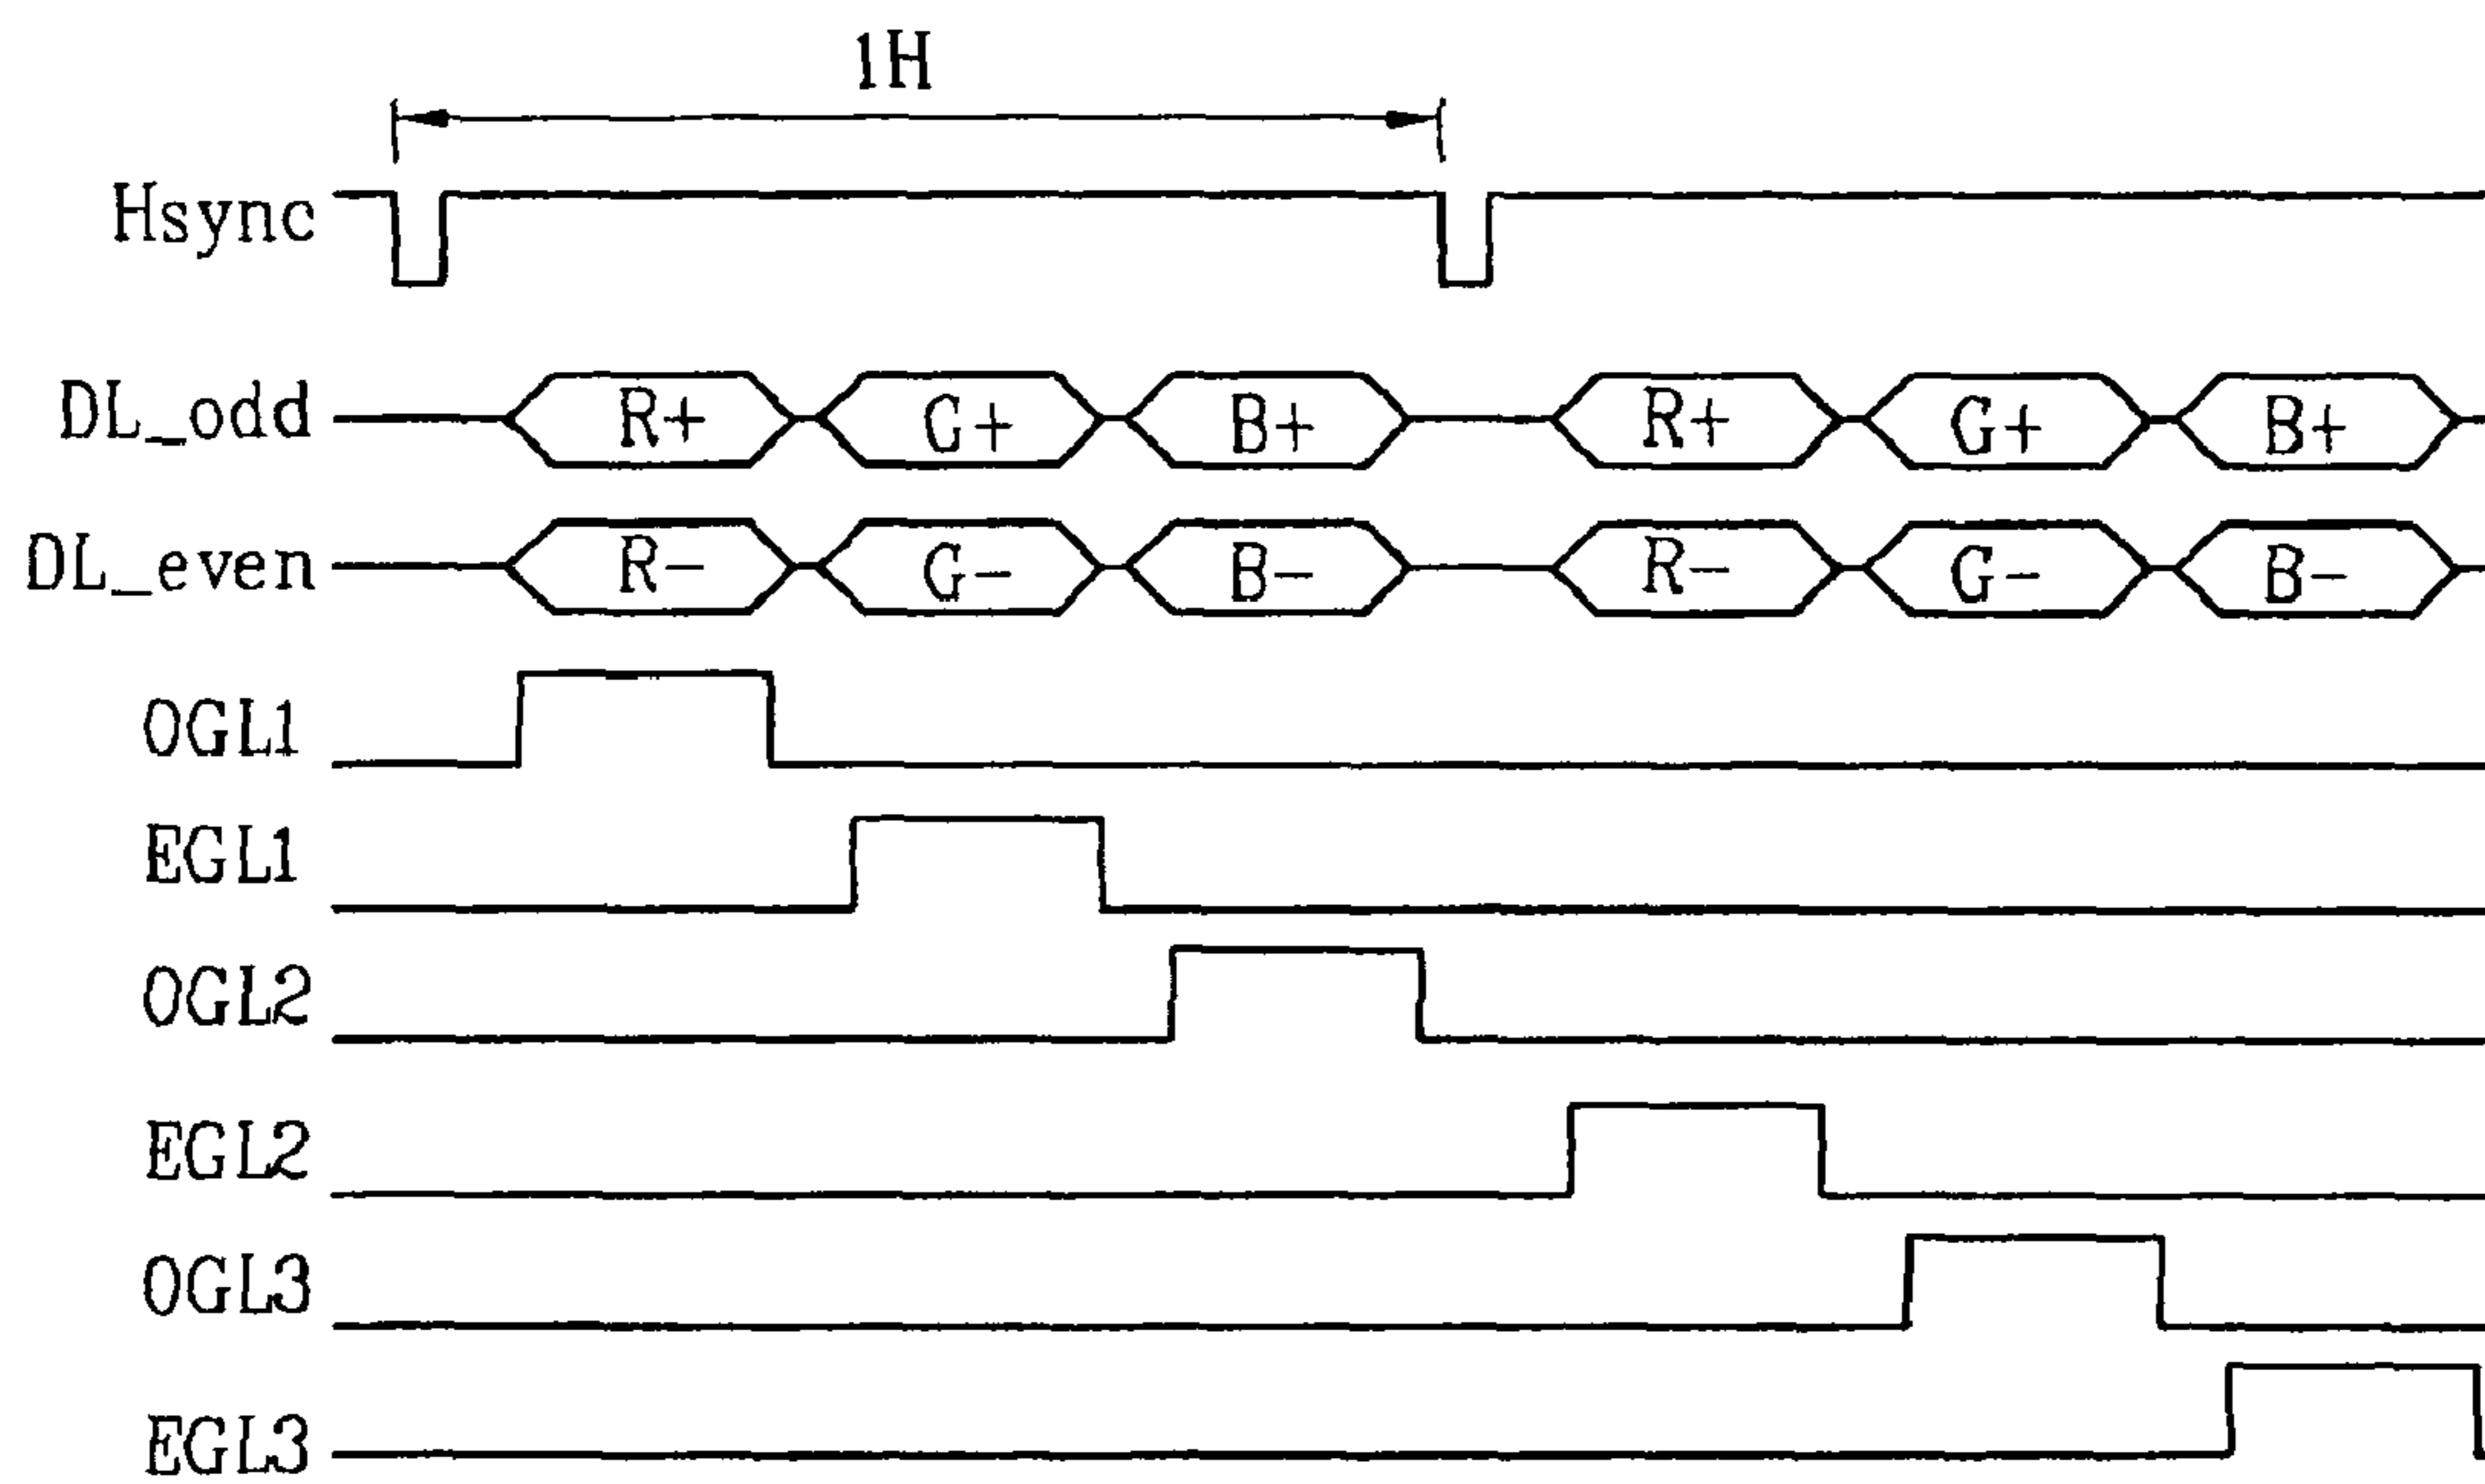 1H
Hsync
DL_odd R+ G+ B+ R+ G+ B+
DL_even R- G- B- R- G- B-
OGL1
EGL1
OGL2
EGL2
OGL3
EGL3